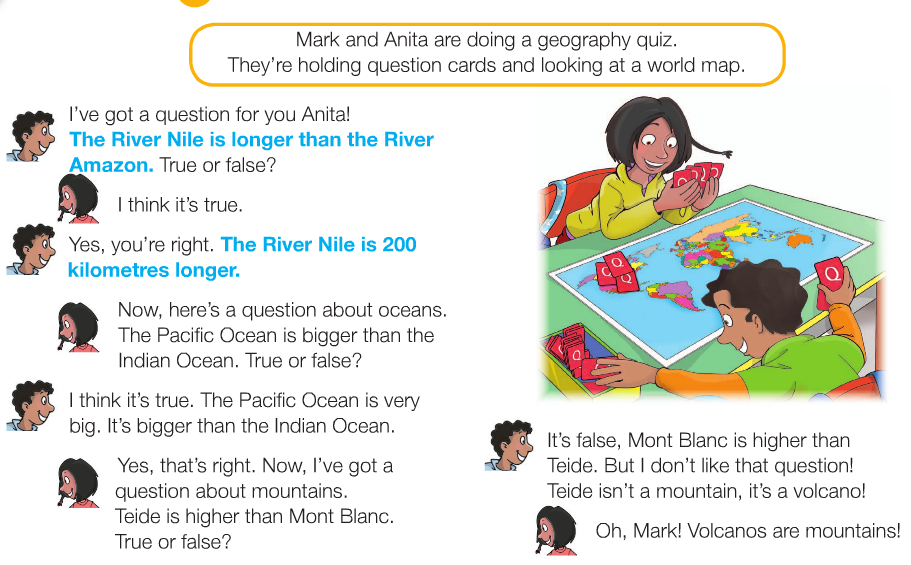 Mark and Anita are doing a geography quiz.
They're holding question cards and looking at a world map.
I've got a question for you Anita!
The River Nile is longer than the River
Amazon. True or false?
I think it's true.
Yes, you're right. The River Nile is 200
kilometres longer.
Now, here's a question about oceans.
The Pacific Ocean is bigger than the
Indian Ocean. True or false?
I think it's true. The Pacific Ocean is very
big. It's bigger than the Indian Ocean.
Yes, that's right. Now, I've got a
question about mountains.
Teide is higher than Mont Blanc.
True or false?
It's false, Mont Blanc is higher than
Teide. But I don't like that question!
Teide isn't a mountain, it's a volcano!
Oh, Mark! Volcanos are mountains!
Q
Q
Q
Q
Q
Q